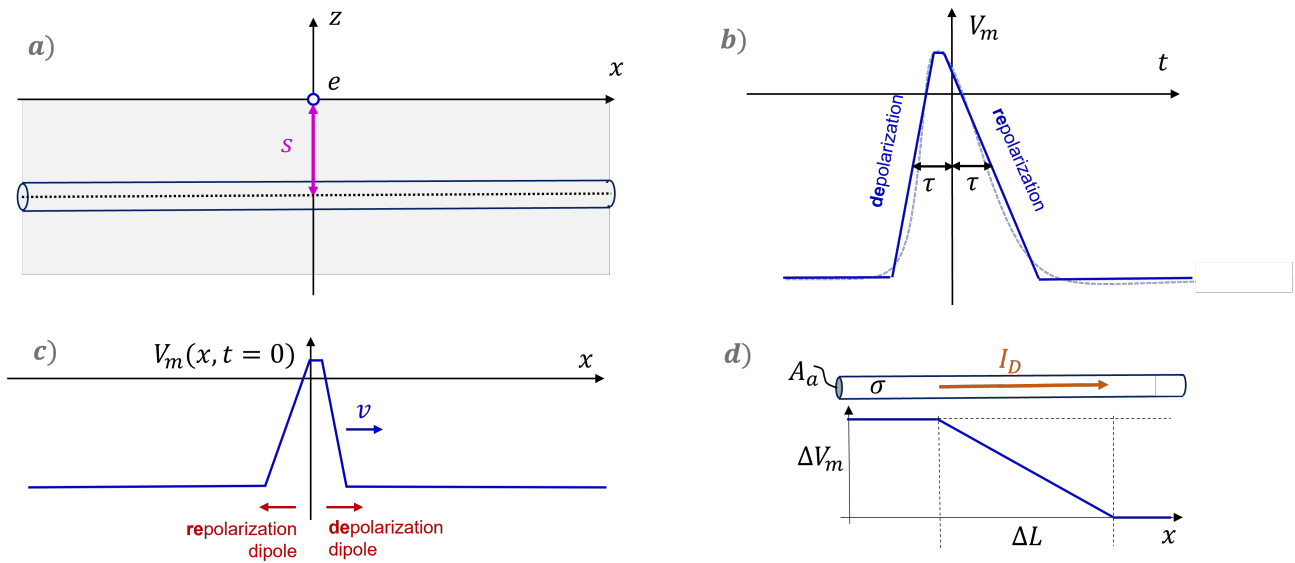 a)
z
x
e
s
b)
V_m
t
depolarization
repolarization
τ
τ
c)
V_m(x, t = 0)
x
v
repolarization
dipole
depolarization
dipole
d)
A_a
σ
I_D
ΔV_m
ΔL
x